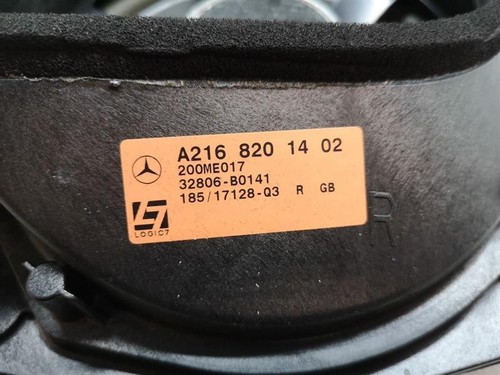 A216 820 14 02
200ME017
32806-B0141
185/17128-Q3 R GB
LOGIC7
R